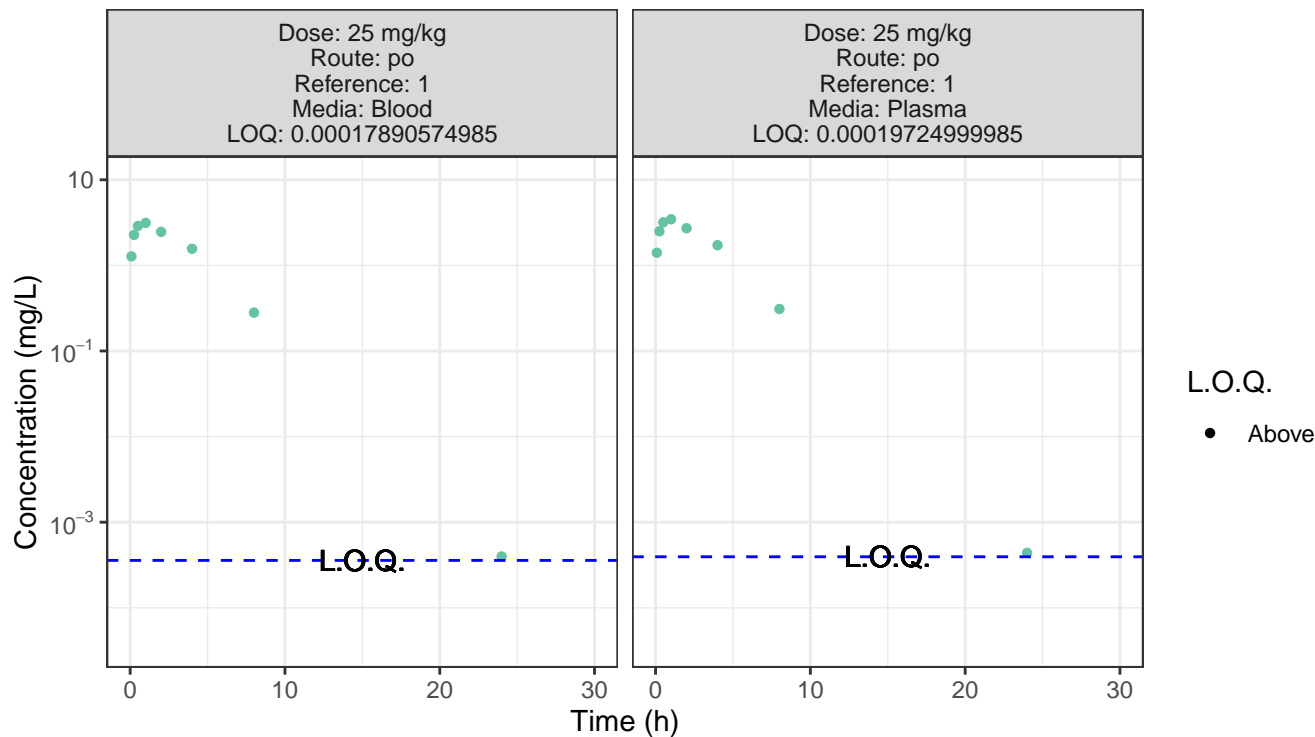 Dose: 25 mg/kg
Route: po
Reference: 1
Media: Blood
LOQ: 0.00017890574985
Dose: 25 mg/kg
Route: po
Reference: 1
Media: Plasma
LOQ: 0.00019724999985
Concentration (mg/L)
10
10⁻¹
10⁻³
L.O.Q.
L.O.Q.
0 10 20 30
0 10 20 30
Time (h)
L.O.Q.
Above